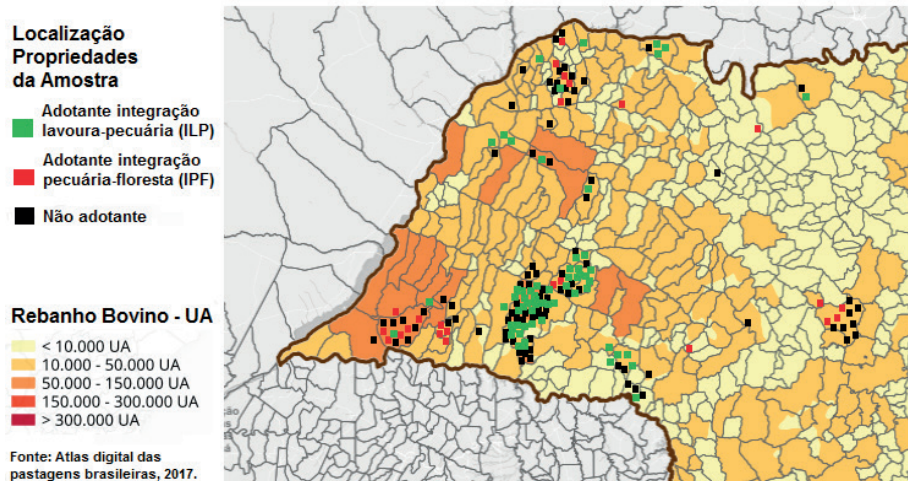 Localização
Propriedades
da Amostra
Adotante integração
lavoura-pecuária (ILP)
Adotante integração
pecuária-floresta (IPF)
Não adotante
Rebanho Bovino - UA
< 10.000 UA
10.000 - 50.000 UA
50.000 - 150.000 UA
150.000 - 300.000 UA
> 300.000 UA
Fonte: Atlas digital das
pastagens brasileiras, 2017.